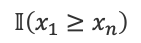 𝕀(𝑥₁ ≥ 𝑥ₙ)